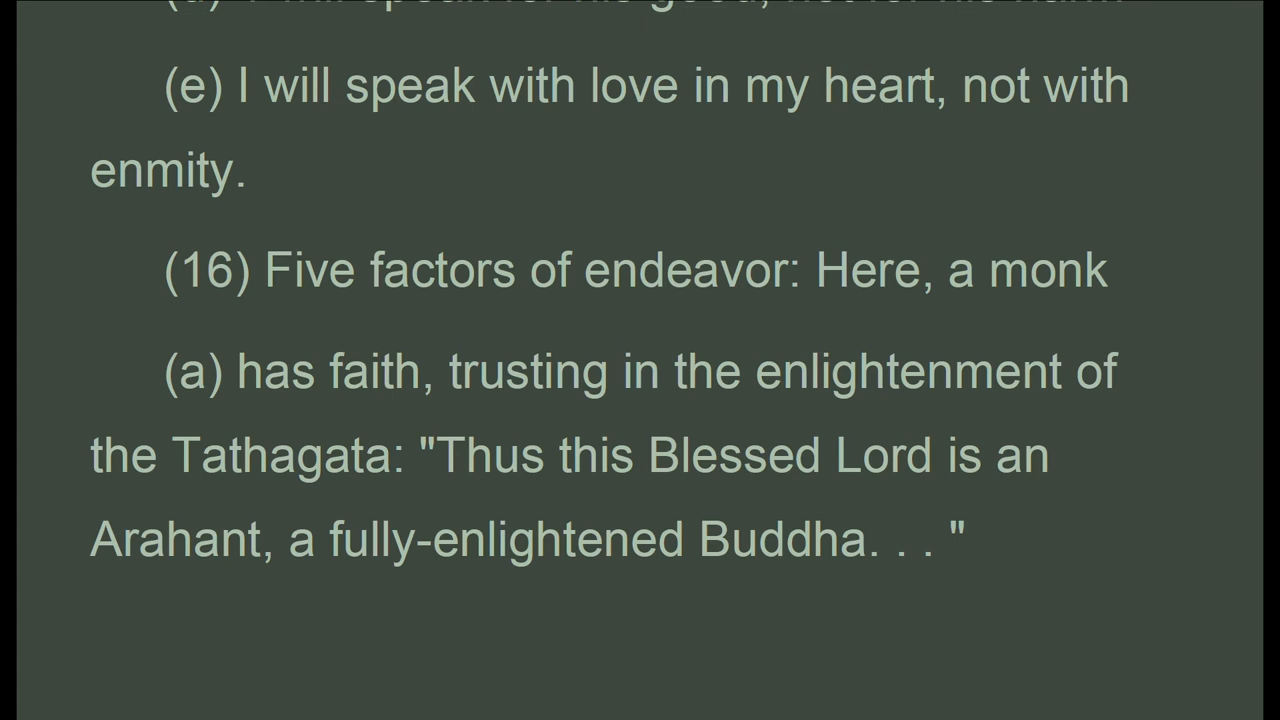 (e) I will speak with love in my heart, not with
enmity.
(16) Five factors of endeavor: Here, a monk
(a) has faith, trusting in the enlightenment of
the Tathagata: "Thus this Blessed Lord is an
Arahant, a fully-enlightened Buddha. . . "